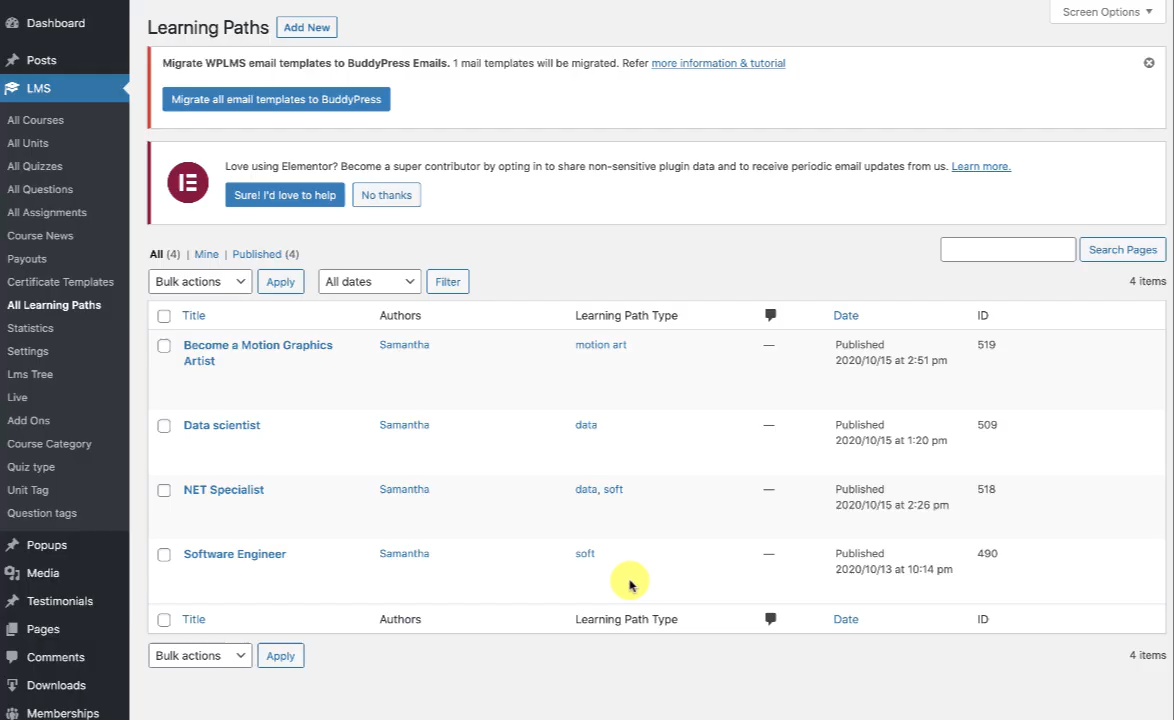 Dashboard
Posts
LMS
All Courses
All Units
All Quizzes
All Questions
All Assignments
Course News
Payouts
Certificate Templates
All Learning Paths
Statistics
Settings
Lms Tree
Live
Add Ons
Course Category
Quiz type
Unit Tag
Question tags
Popups
Media
Testimonials
Pages
Comments
Downloads
Memberships
Screen Options
Learning Paths Add New
Migrate WPLMS email templates to BuddyPress Emails. 1 mail templates will be migrated. Refer more information & tutorial
Migrate all email templates to BuddyPress
Love using Elementor? Become a super contributor by opting in to share non-sensitive plugin data and to receive periodic email updates from us. Learn more.
Sure! I'd love to help No thanks
All (4) | Mine | Published (4)
Search Pages
Bulk actions Apply All dates Filter 4 items
Title Authors Learning Path Type Date ID
Become a Motion Graphics Samantha motion art — Published 519
Artist 2020/10/15 at 2:51 pm
Data scientist Samantha data — Published 509
2020/10/15 at 1:20 pm
NET Specialist Samantha data, soft — Published 518
2020/10/15 at 2:26 pm
Software Engineer Samantha soft — Published 490
2020/10/13 at 10:14 pm
Title Authors Learning Path Type Date ID
Bulk actions Apply 4 items